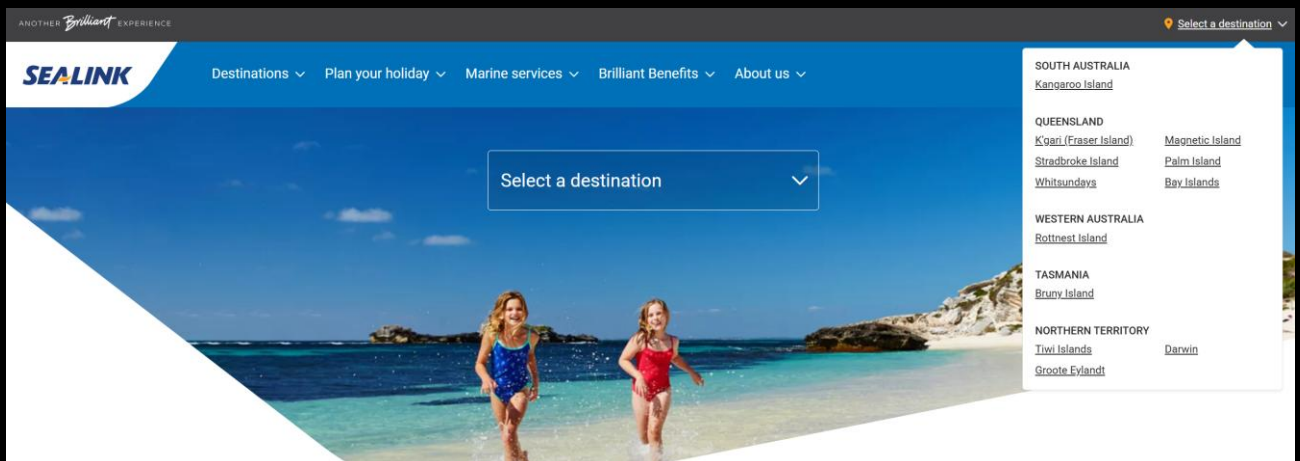 ANOTHER Brilliant EXPERIENCE
Select a destination
SEALINK
Destinations
Plan your holiday
Marine services
Brilliant Benefits
About us
Select a destination
SOUTH AUSTRALIA
Kangaroo Island
QUEENSLAND
K'gari (Fraser Island) Magnetic Island
Stradbroke Island Palm Island
Whitsundays Bay Islands
WESTERN AUSTRALIA
Rottnest Island
TASMANIA
Bruny Island
NORTHERN TERRITORY
Tiwi Islands Darwin
Groote Eylandt